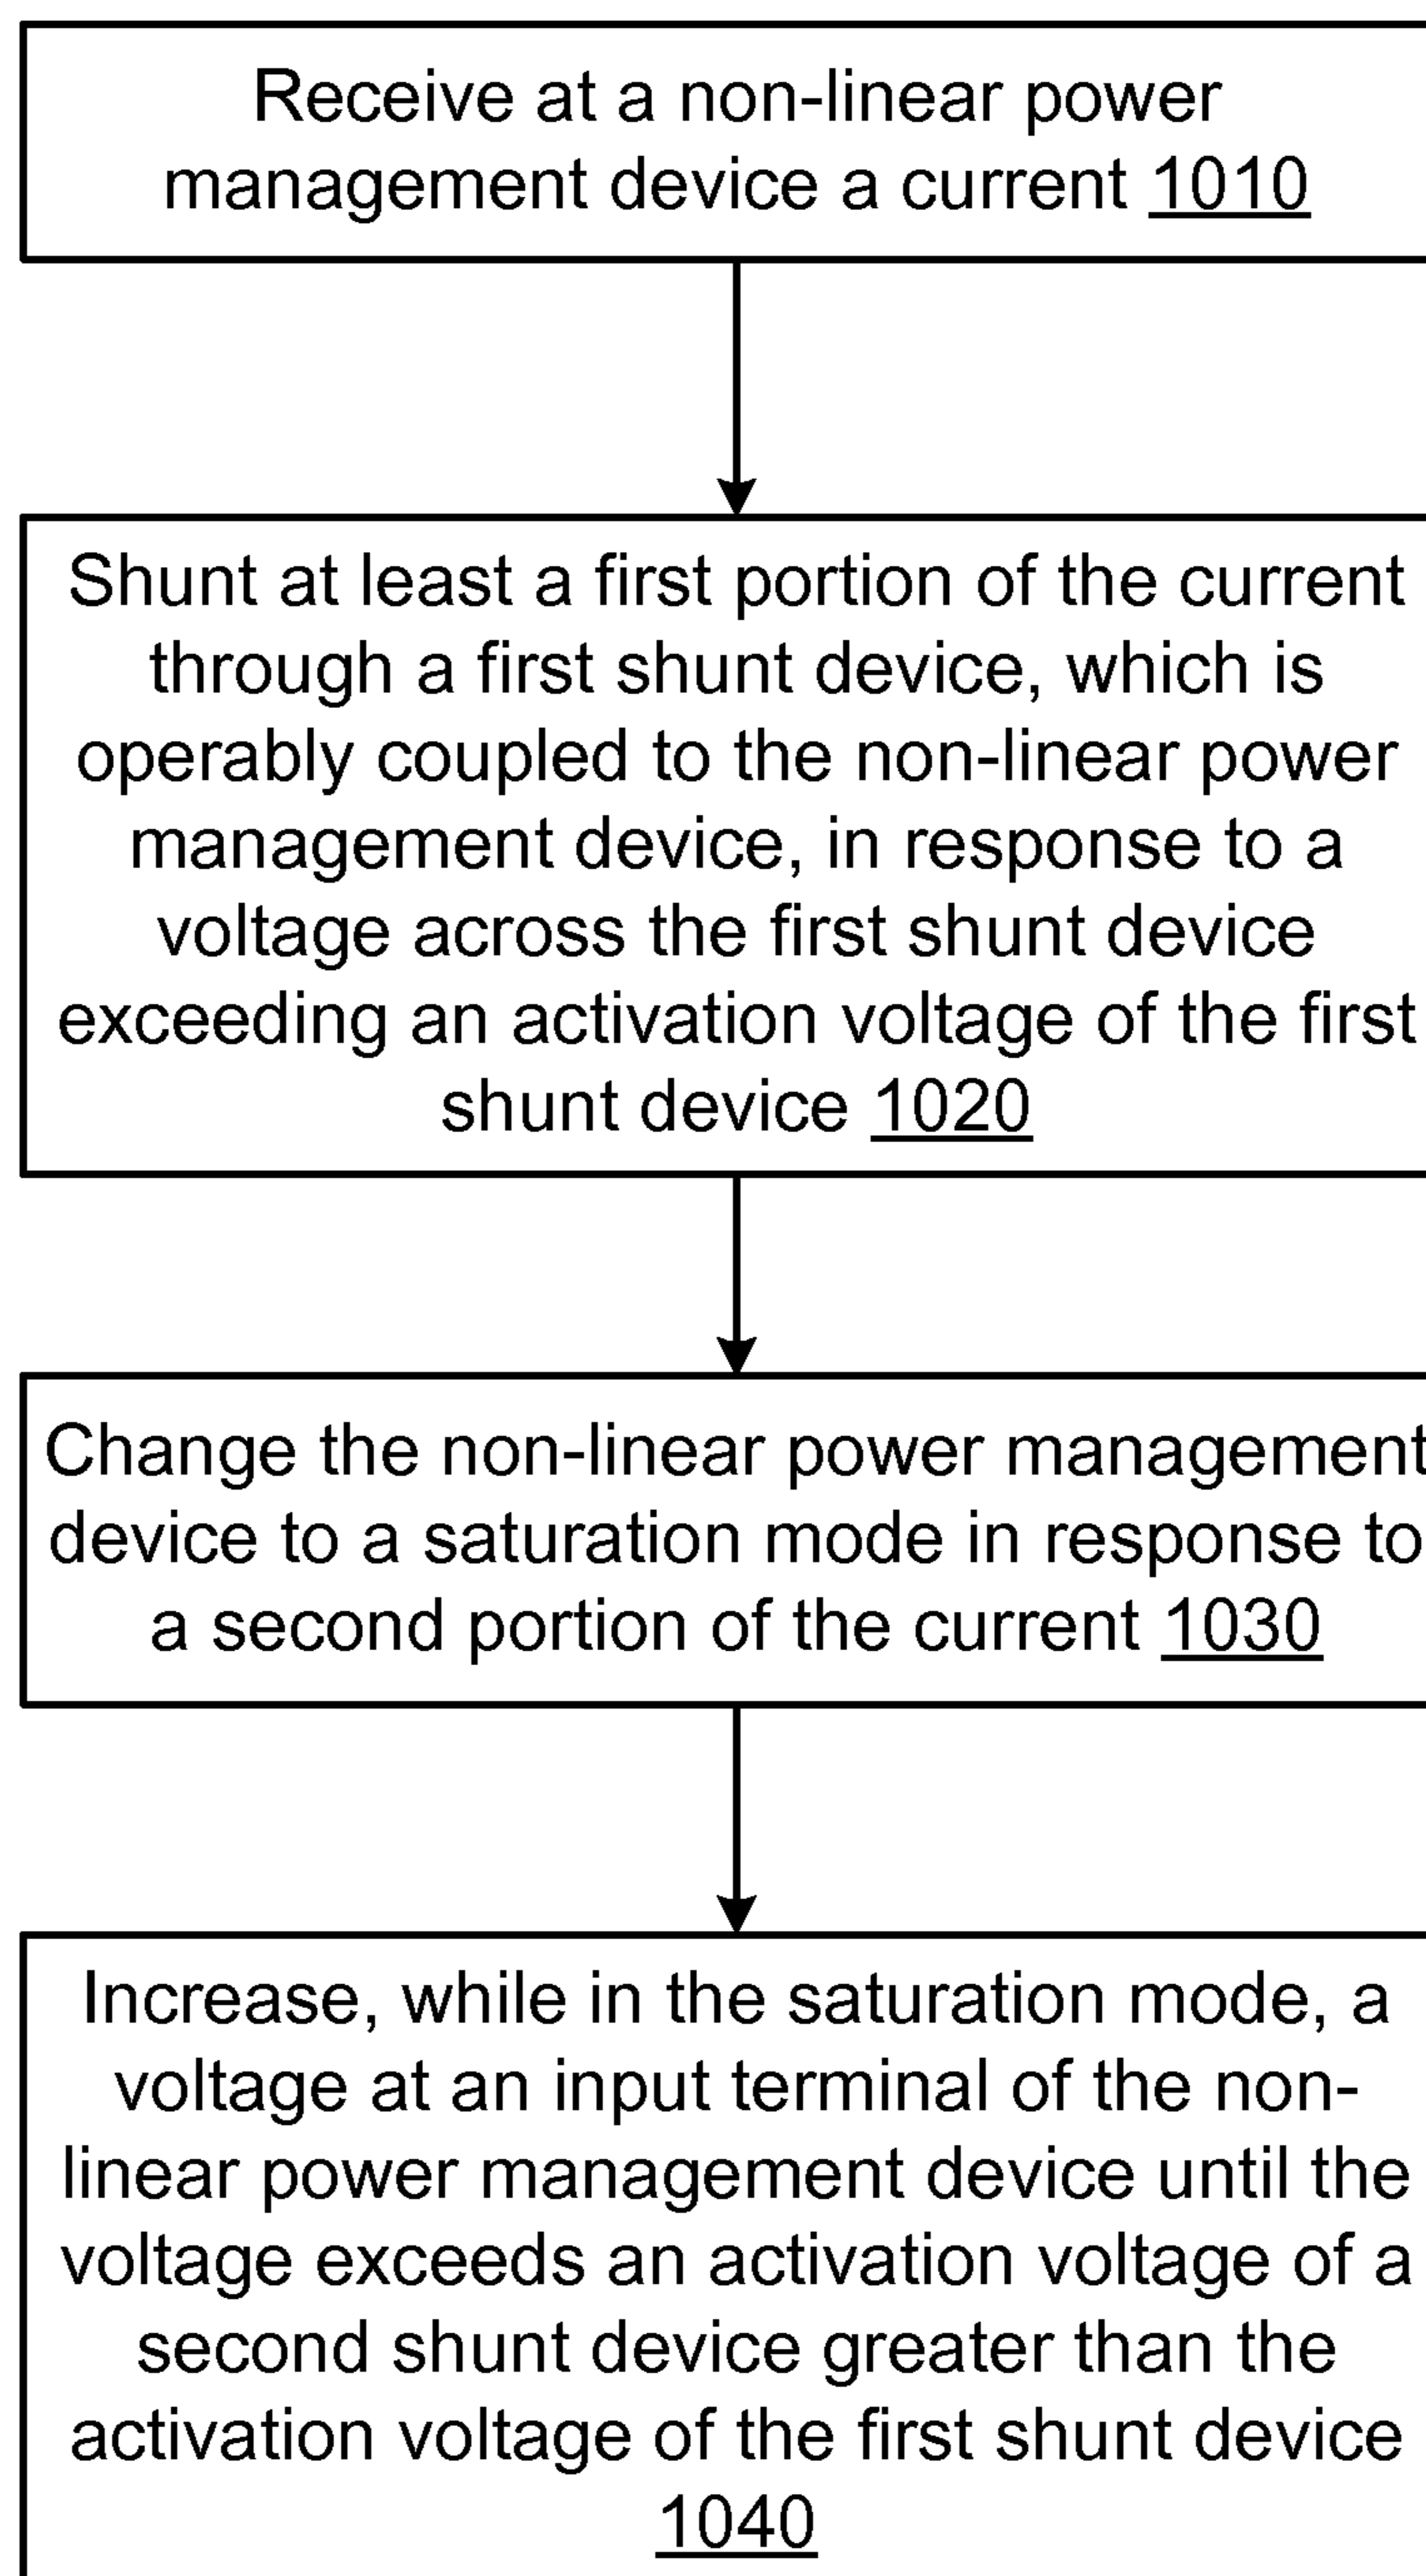 Receive at a non-linear power
management device a current 1010
Shunt at least a first portion of the current
through a first shunt device, which is
operably coupled to the non-linear power
management device, in response to a
voltage across the first shunt device
exceeding an activation voltage of the first
shunt device 1020
Change the non-linear power management
device to a saturation mode in response to
a second portion of the current 1030
Increase, while in the saturation mode, a
voltage at an input terminal of the non-
linear power management device until the
voltage exceeds an activation voltage of a
second shunt device greater than the
activation voltage of the first shunt device
1040